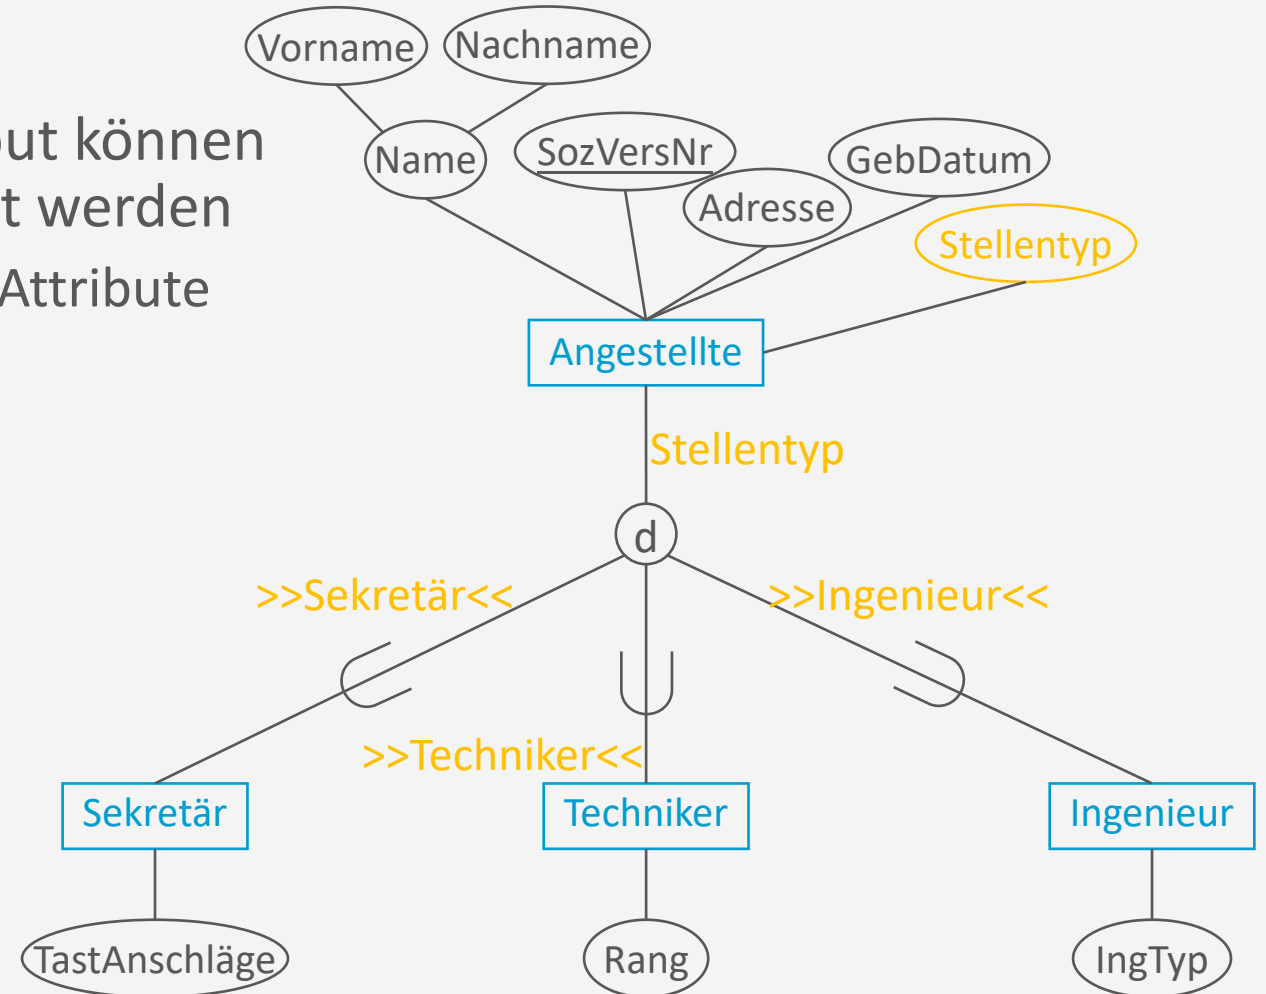 Vorname
Nachname
können
Name
SozVersNr
GebDatum
Adresse
werden
Stellentyp
Attribute
Angestellte
Stellentyp
d
>>Sekretär<<
>>Ingenieur<<
>>Techniker<<
Sekretär
Techniker
Ingenieur
TastAnschläge
Rang
IngTyp